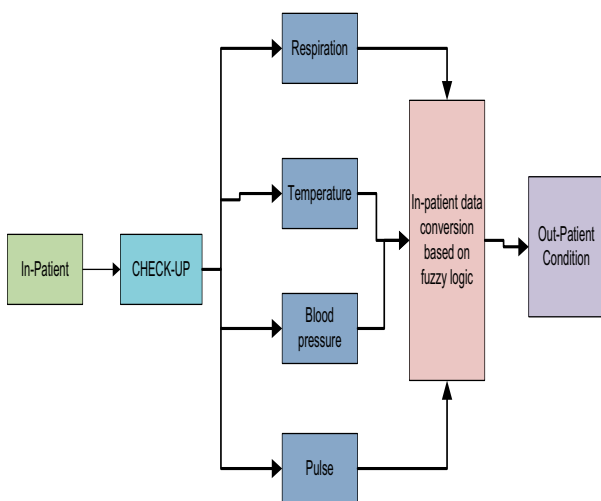 Respiration
Temperature
In-Patient
CHECK-UP
Blood
pressure
Pulse
In-patient data
conversion
based on
fuzzy logic
Out-Patient
Condition